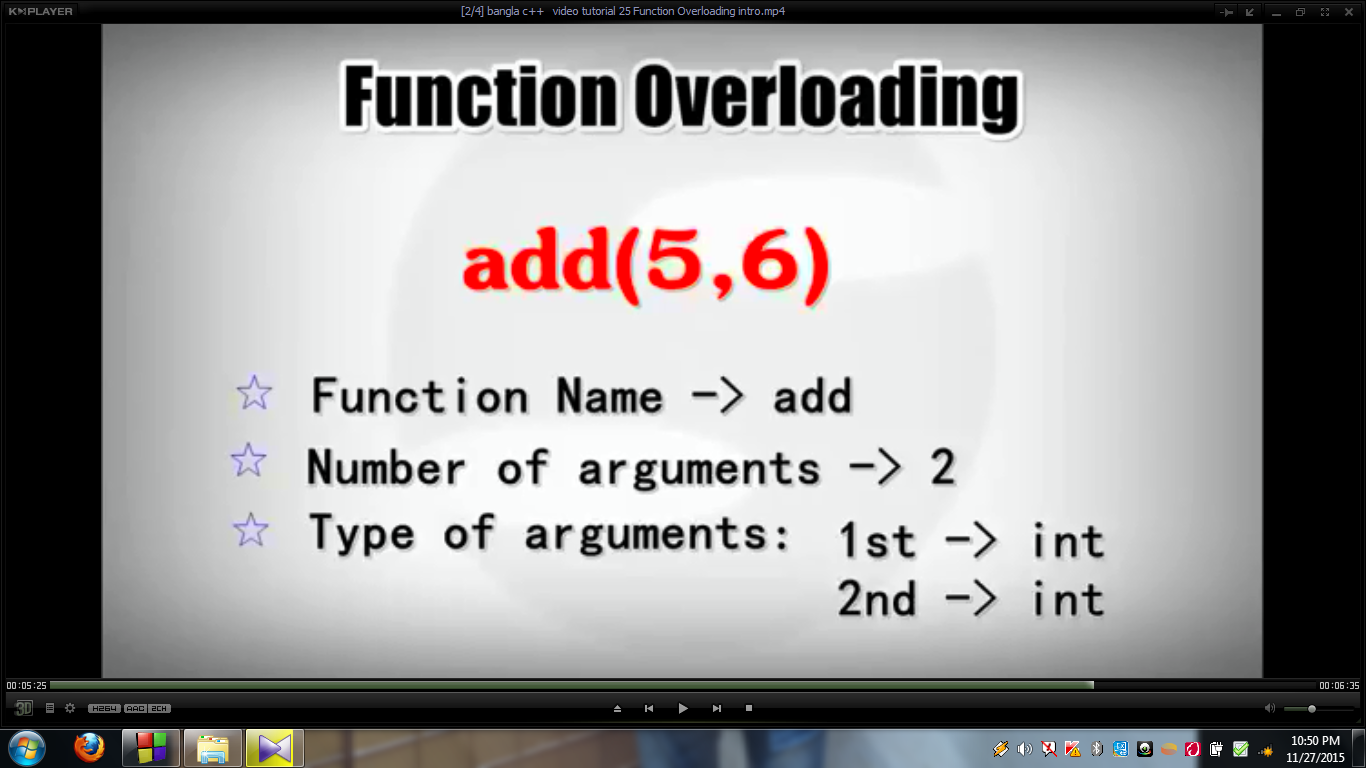 K▶MPLAYER
[2/4] bangla c++ video tutorial 25 Function Overloading intro.mp4
Function Overloading
add(5,6)
Function Name -> add
Number of arguments -> 2
Type of arguments: 1st -> int
2nd -> int
00:05:25
00:06:35
3D
H264 AAC 2CH
10:50 PM
11/27/2015